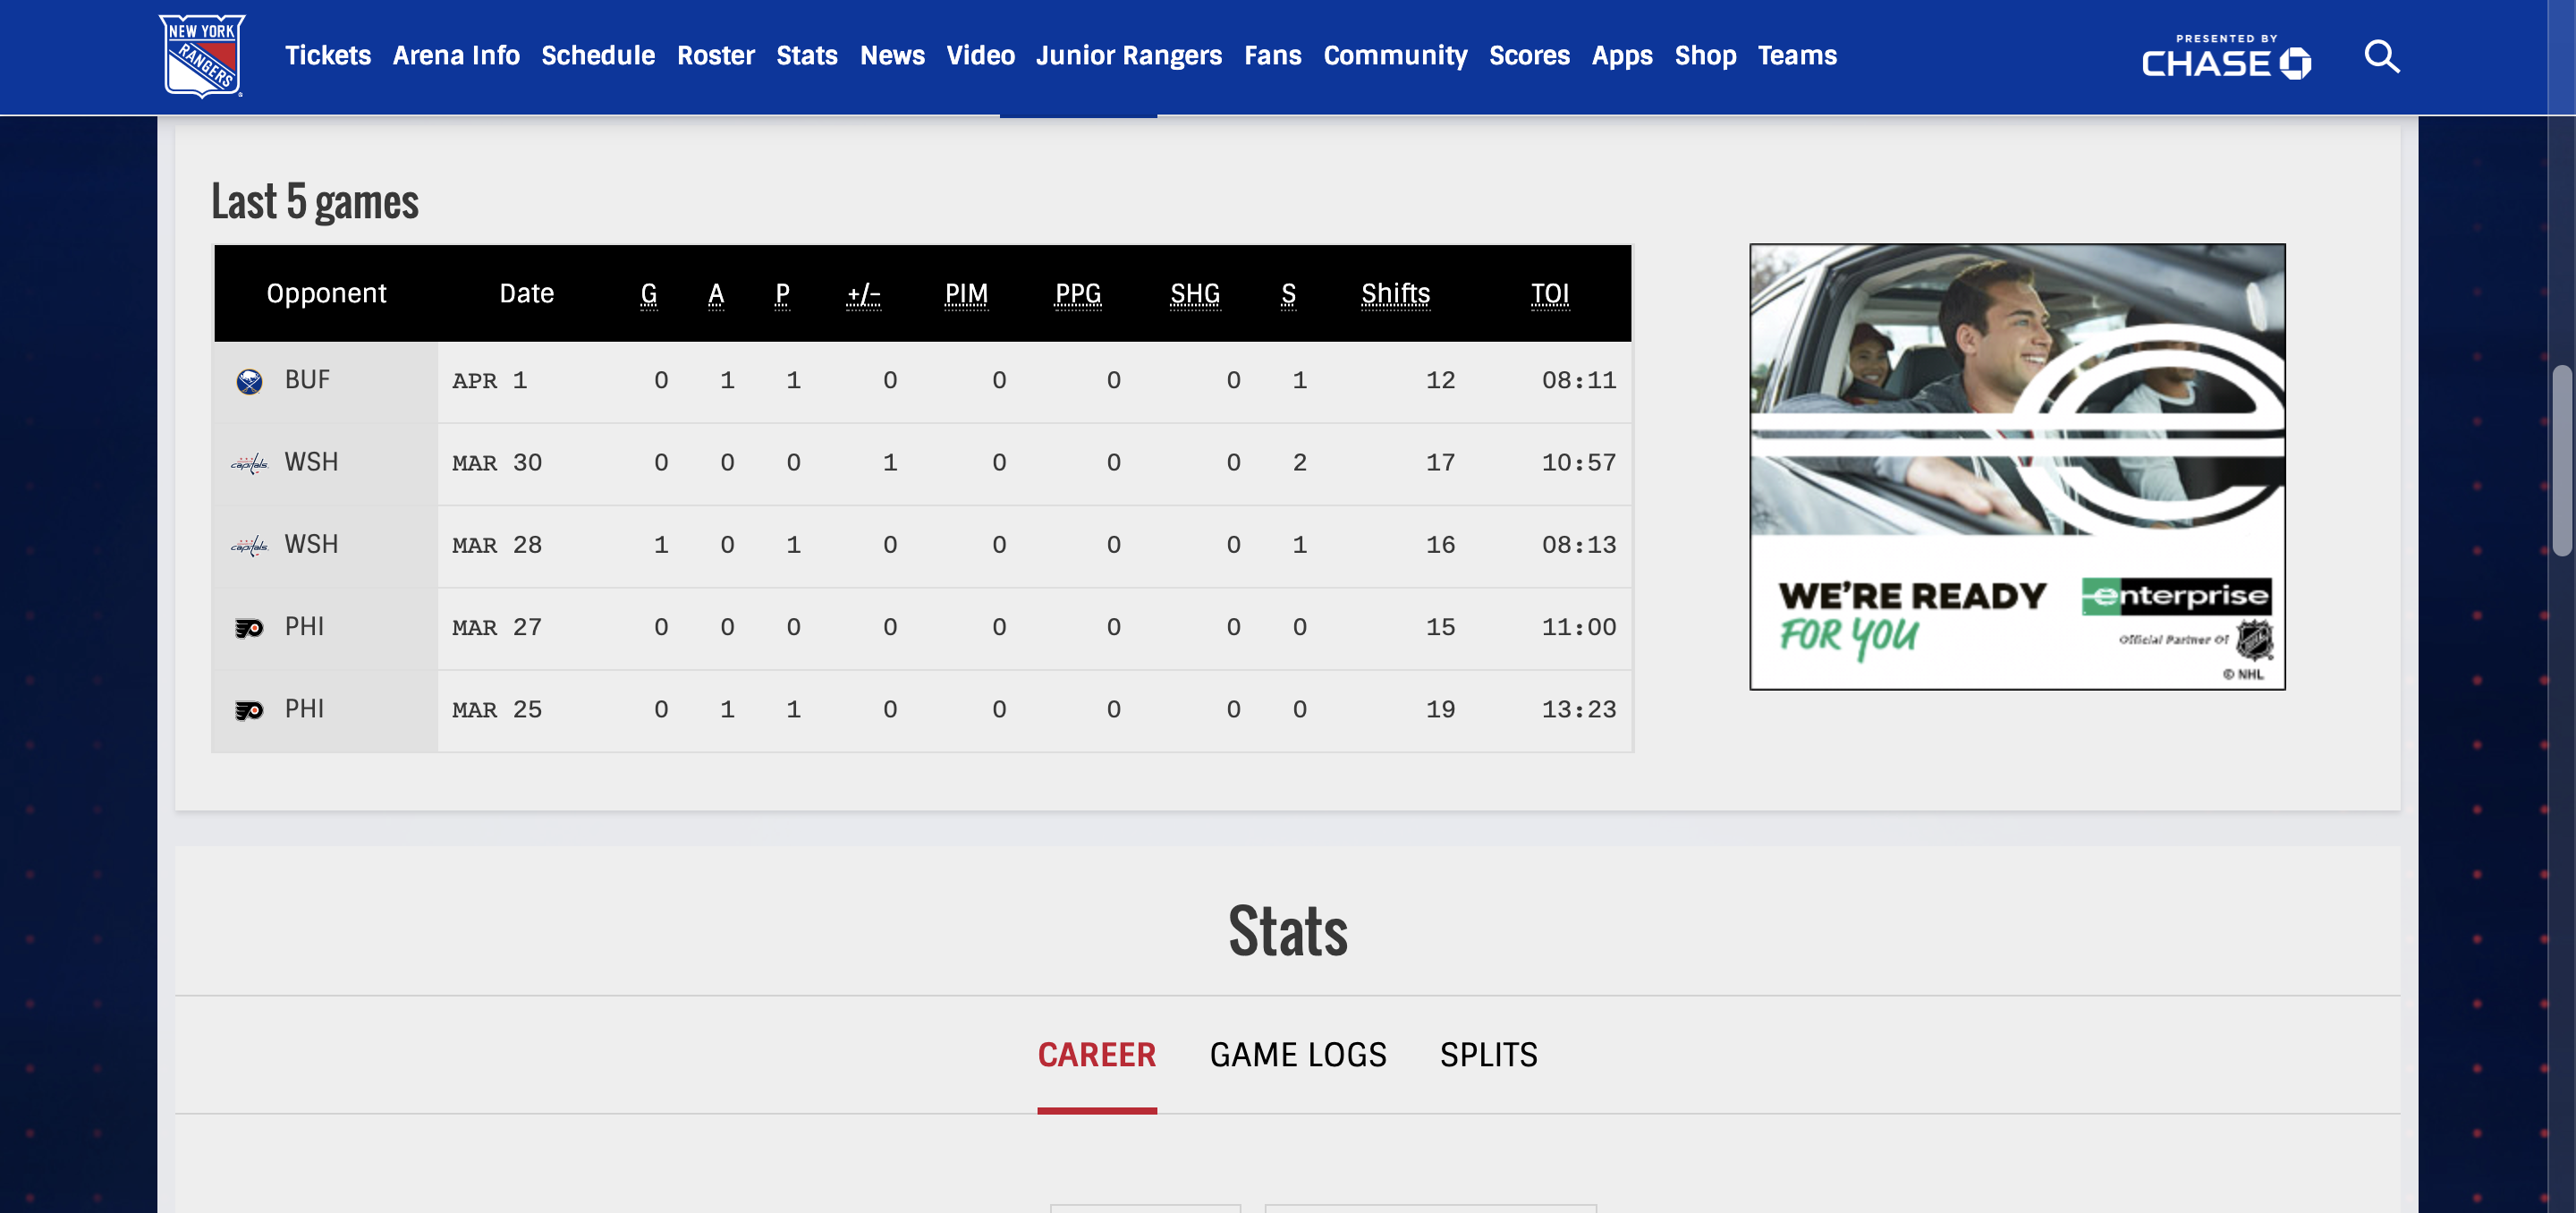 NEW YORK
RANGERS
Tickets Arena Info Schedule Roster Stats News Video Junior Rangers Fans Community Scores Apps Shop Teams
PRESENTED BY
CHASE
Last 5 games
Opponent Date G A P +/- PIM PPG SHG S Shifts TOI
BUF APR 1 0 1 1 0 0 0 0 1 12 08:11
capitals WSH MAR 30 0 0 0 1 0 0 0 2 17 10:57
capitals WSH MAR 28 1 0 1 0 0 0 0 1 16 08:13
PHI MAR 27 0 0 0 0 0 0 0 0 15 11:00
PHI MAR 25 0 1 1 0 0 0 0 0 19 13:23
e
WE'RE READY
FOR YOU
enterprise
Official Partner Of
© NHL
Stats
CAREER GAME LOGS SPLITS